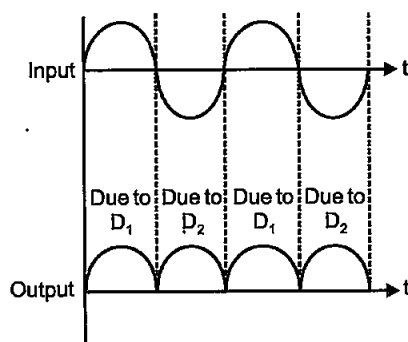 Input
t
Due to Due to Due to Due to
D₁ D₂ D₁ D₂
Output
t